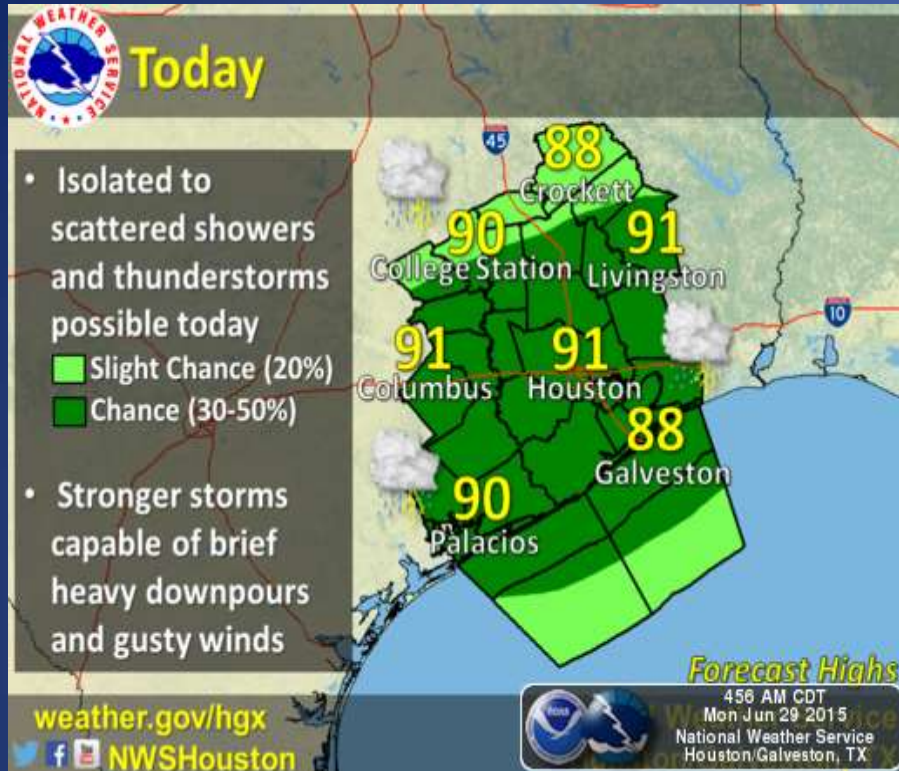 NATIONAL WEATHER SERVICE
Today
• Isolated to
scattered showers
and thunderstorms
possible today
Slight Chance (20%)
Chance (30-50%)
• Stronger storms
capable of brief
heavy downpours
and gusty winds
45
88
Crockett
90
College Station
91
Livingston
10
91
Columbus
91
Houston
88
Galveston
90
Palacios
Forecast Highs
weather.gov/hgx
NWSHouston
456 AM CDT
Mon Jun 29 2015
National Weather Service
Houston/Galveston, TX